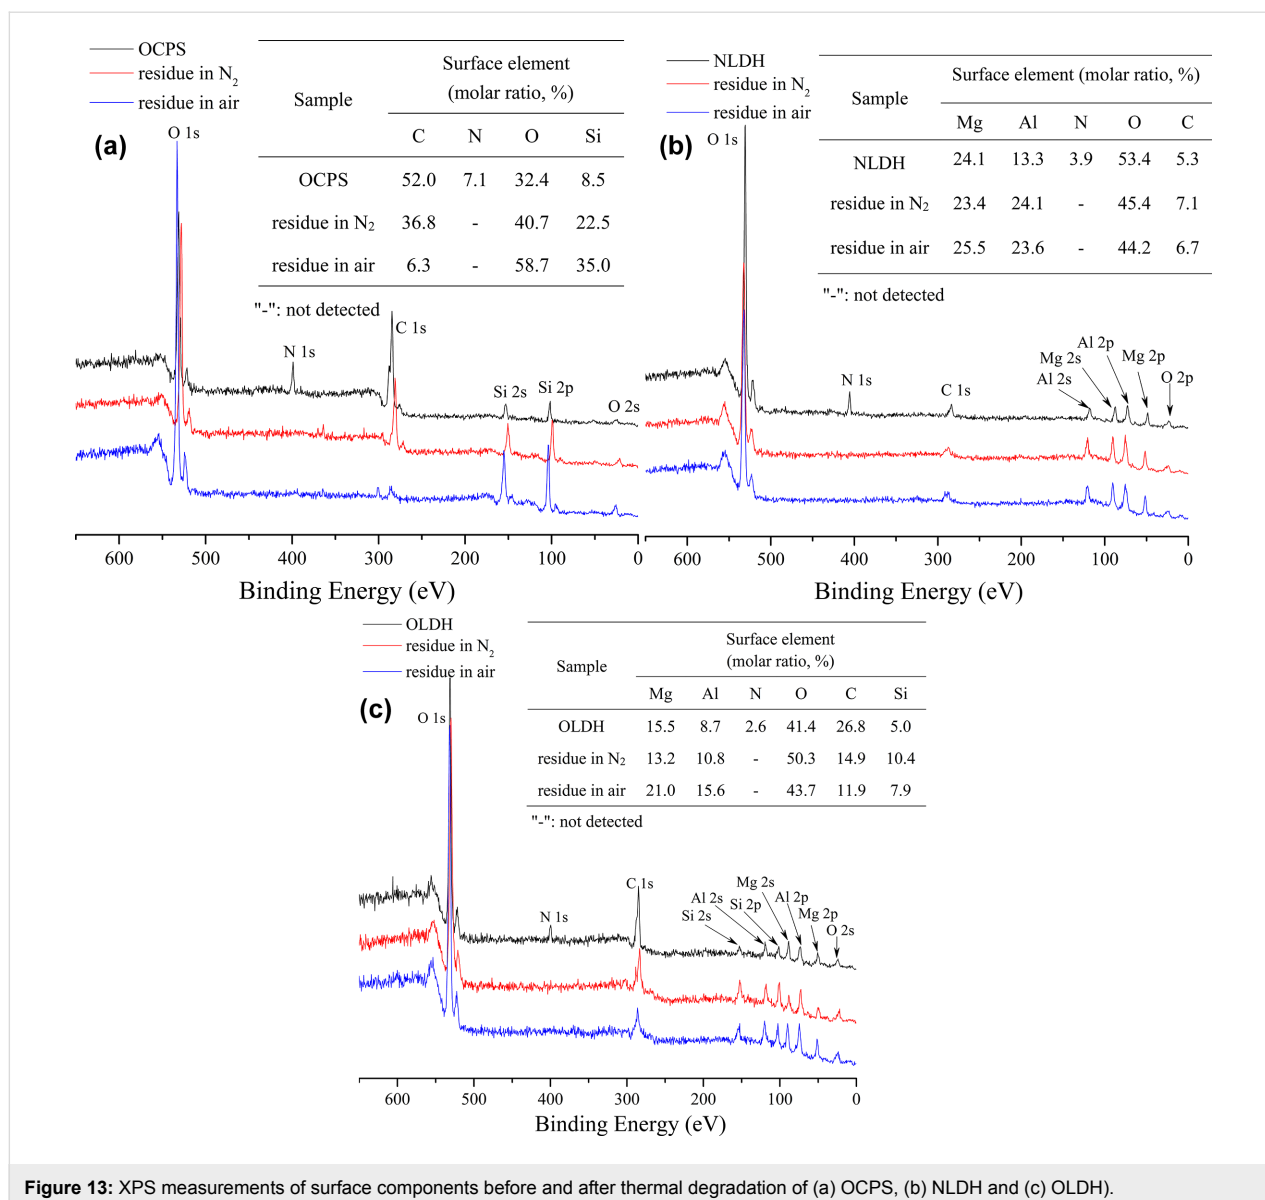 OCPS
residue in N2
residue in air
Sample
Surface element
(molar ratio, %)
C N O Si
OCPS 52.0 7.1 32.4 8.5
residue in N2 36.8 - 40.7 22.5
residue in air 6.3 - 58.7 35.0
"-": not detected
(a)
O 1s
N 1s
C 1s
Si 2s
Si 2p
O 2s
600 500 400 300 200 100 0
Binding Energy (eV)
NLDH
residue in N2
residue in air
Sample
Surface element (molar ratio, %)
Mg Al N O C
NLDH 24.1 13.3 3.9 53.4 5.3
residue in N2 23.4 24.1 - 45.4 7.1
residue in air 25.5 23.6 - 44.2 6.7
"-": not detected
(b)
O 1s
N 1s
C 1s
Al 2p
Mg 2s
Mg 2p
Al 2s
O 2p
600 500 400 300 200 100 0
Binding Energy (eV)
OLDH
residue in N2
residue in air
Sample
Surface element
(molar ratio, %)
Mg Al N O C Si
OLDH 15.5 8.7 2.6 41.4 26.8 5.0
residue in N2 13.2 10.8 - 50.3 14.9 10.4
residue in air 21.0 15.6 - 43.7 11.9 7.9
"-": not detected
(c)
O 1s
N 1s
C 1s
Mg 2s
Al 2s
Al 2p
Si 2p
Si 2s
Mg 2p
O 2s
600 500 400 300 200 100 0
Binding Energy (eV)
Figure 13: XPS measurements of surface components before and after thermal degradation of (a) OCPS, (b) NLDH and (c) OLDH).